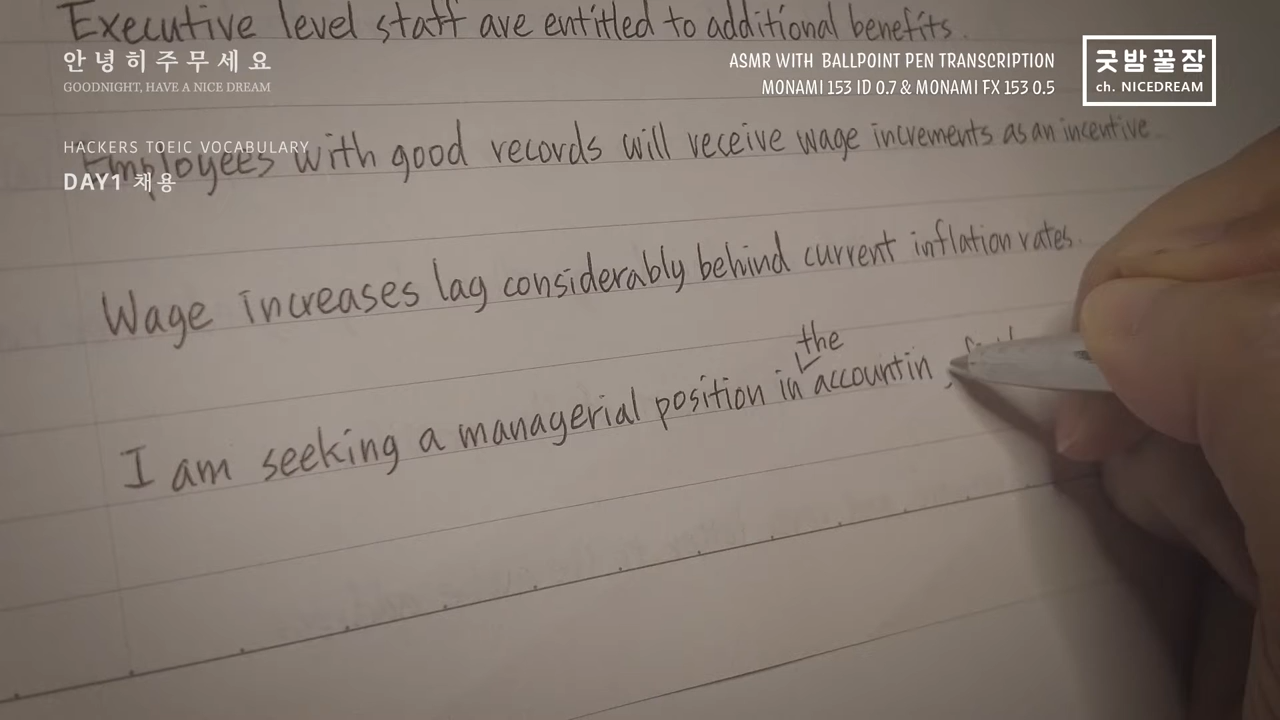 Executive level staff are entitled to additional benefits.
안녕히주무세요
GOODNIGHT, HAVE A NICE DREAM
ASMR WITH BALLPOINT PEN TRANSCRIPTION
MONAMI 153 ID 0.7 & MONAMI FX 153 0.5
굿밤꿀잠
ch. NICEDREAM
HACKERS TOEIC VOCABULARY
DAY1 채용
Employees with good records will receive wage increments as an incentive
Wage increases lag considerably behind current inflation rates.
the
I am seeking a managerial position in accountin